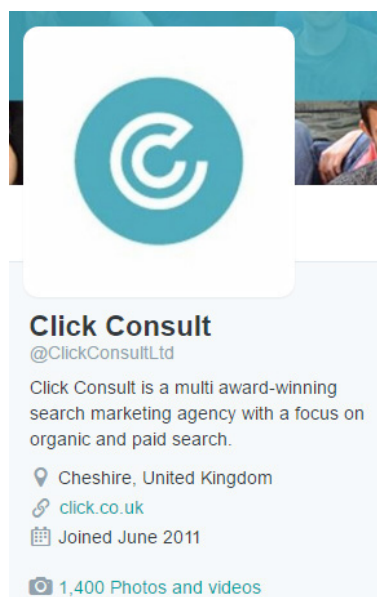 Click Consult
@ClickConsultLtd
Click Consult is a multi award-winning
search marketing agency with a focus on
organic and paid search.
Cheshire, United Kingdom
click.co.uk
Joined June 2011
1,400 Photos and videos